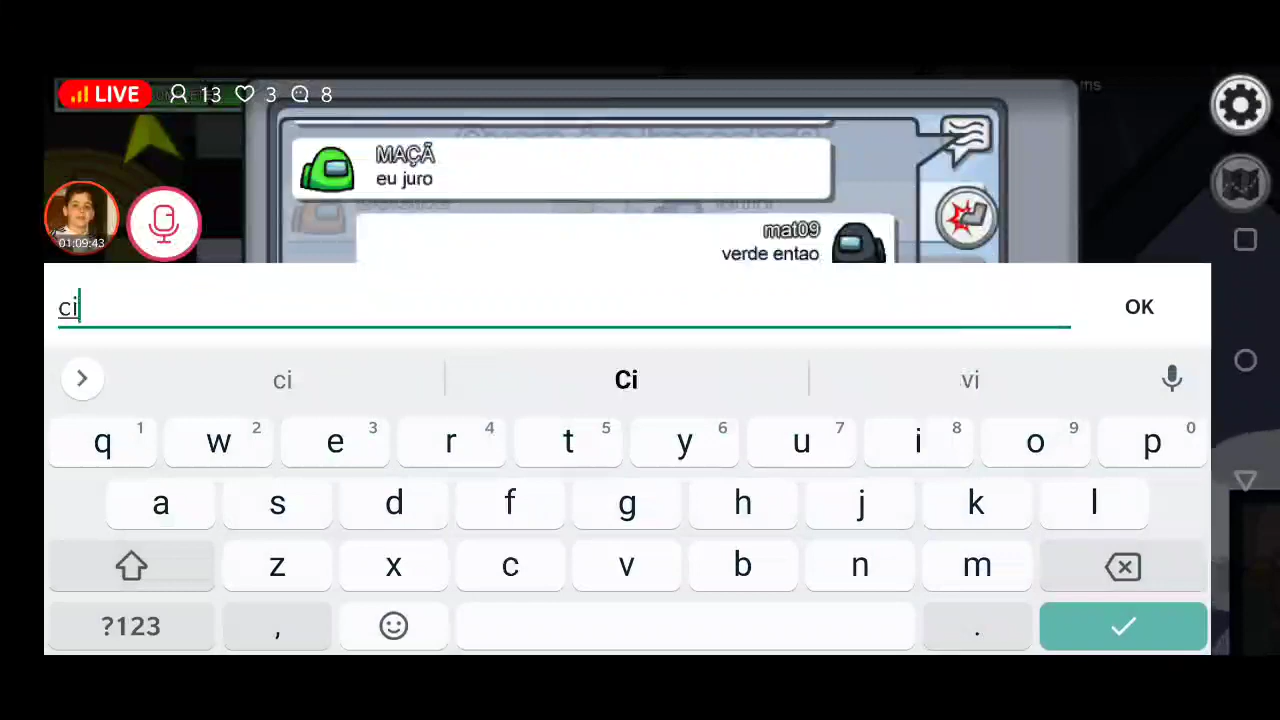 LIVE 13 3 8
ms
MAÇÃ
eu juro
mat09
verde entao
01:09:43
ci
OK
ci Ci vi
q 1 w 2 e 3 r 4 t 5 y 6 u 7 i 8 o 9 p 0
a s d f g h j k l
z x c v b n m
?123 , .